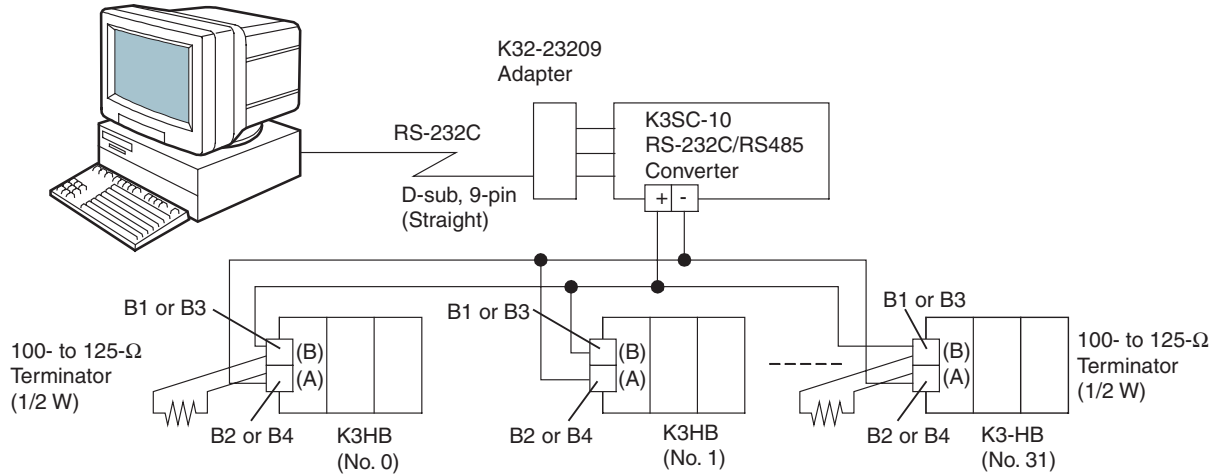 K32-23209
Adapter
K3SC-10
RS-232C/RS485
Converter
+ -
RS-232C
D-sub, 9-pin
(Straight)
B1 or B3
(B)
(A)
100- to 125-Ω
Terminator
(1/2 W)
B2 or B4
K3HB
(No. 0)
B1 or B3
(B)
(A)
B2 or B4
K3HB
(No. 1)
B1 or B3
(B)
(A)
100- to 125-Ω
Terminator
(1/2 W)
B2 or B4
K3-HB
(No. 31)